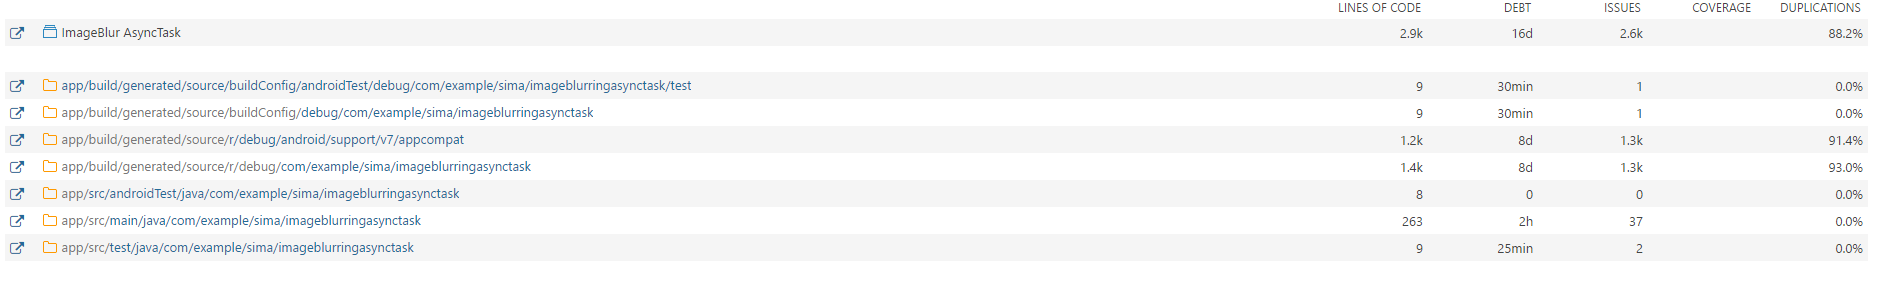 LINES OF CODE DEBT ISSUES COVERAGE DUPLICATIONS
ImageBlur AsyncTask 2.9k 16d 2.6k 88.2%
app/build/generated/source/buildConfig/androidTest/debug/com/example/sima/imageblurringasynctask/test 9 30min 1 0.0%
app/build/generated/source/buildConfig/debug/com/example/sima/imageblurringasynctask 9 30min 1 0.0%
app/build/generated/source/r/debug/android/support/v7/appcompat 1.2k 8d 1.3k 91.4%
app/build/generated/source/r/debug/com/example/sima/imageblurringasynctask 1.4k 8d 1.3k 93.0%
app/src/androidTest/java/com/example/sima/imageblurringasynctask 8 0 0 0.0%
app/src/main/java/com/example/sima/imageblurringasynctask 263 2h 37 0.0%
app/src/test/java/com/example/sima/imageblurringasynctask 9 25min 2 0.0%